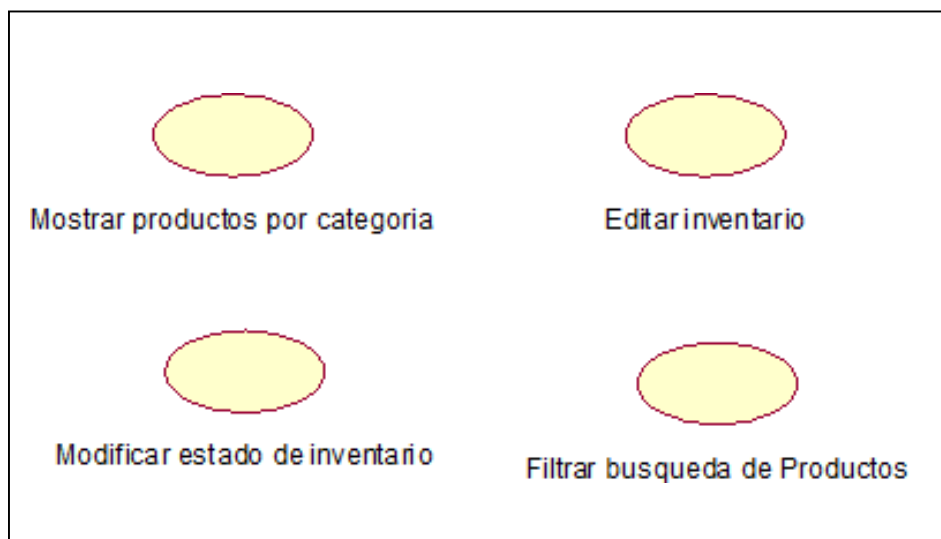 Mostrar productos por categoria
Editar inventario
Modificar estado de inventario
Filtrar busqueda de Productos